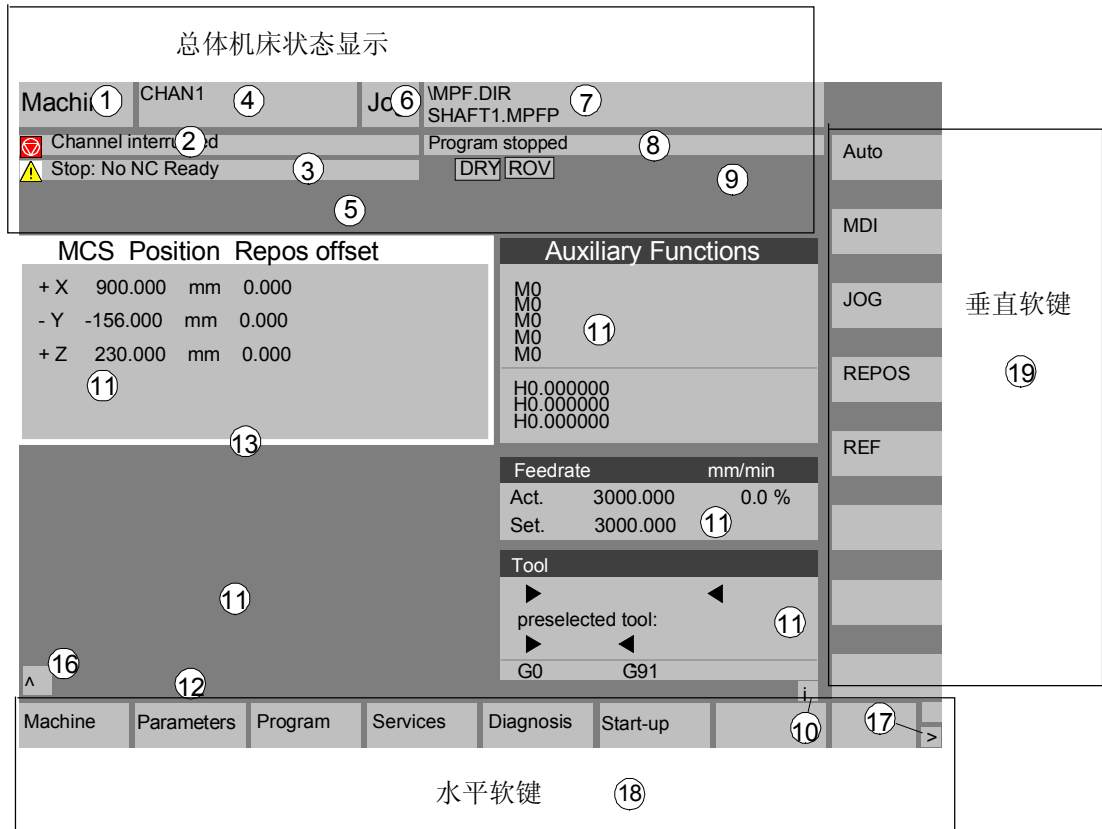 总体机床状态显示
Machi 1
CHAN1 4
Jo 6
\MPF.DIR
SHAFT1.MPFP 7
Channel interru 2 d
Program stopped 8
Stop: No NC Ready 3
DRY ROV 9
5
Auto
MDI
JOG
REPOS
REF
垂直软键
19
MCS Position Repos offset
+ X 900.000 mm 0.000
- Y -156.000 mm 0.000
+ Z 230.000 mm 0.000
11
13
Auxiliary Functions
M0
M0
M0
M0
M0
11
H0.000000
H0.000000
H0.000000
Feedrate mm/min
Act. 3000.000 0.0 %
Set. 3000.000 11
Tool
preselected tool:
11
G0 G91
11
16
^
12
i
Machine Parameters Program Services Diagnosis Start-up
10
17
>
水平软键 18